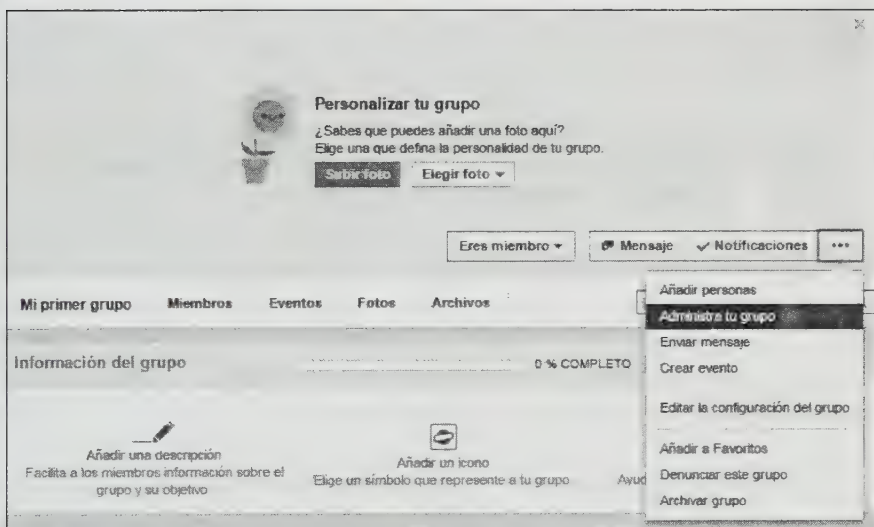 Personalizar tu grupo
¿Sabes que puedes añadir una foto aquí?
Elige una que defina la personalidad de tu grupo.
Subir foto
Elegir foto
Eres miembro
Mensaje
Notificaciones
Mi primer grupo
Miembros
Eventos
Fotos
Archivos
Añadir personas
Administra tu grupo
Enviar mensaje
Crear evento
Editar la configuración del grupo
Añadir a Favoritos
Denunciar este grupo
Archivar grupo
Información del grupo
0 % COMPLETO
Añadir una descripción
Facilita a los miembros información sobre el
grupo y su objetivo
Añadir un icono
Elige un símbolo que represente a tu grupo